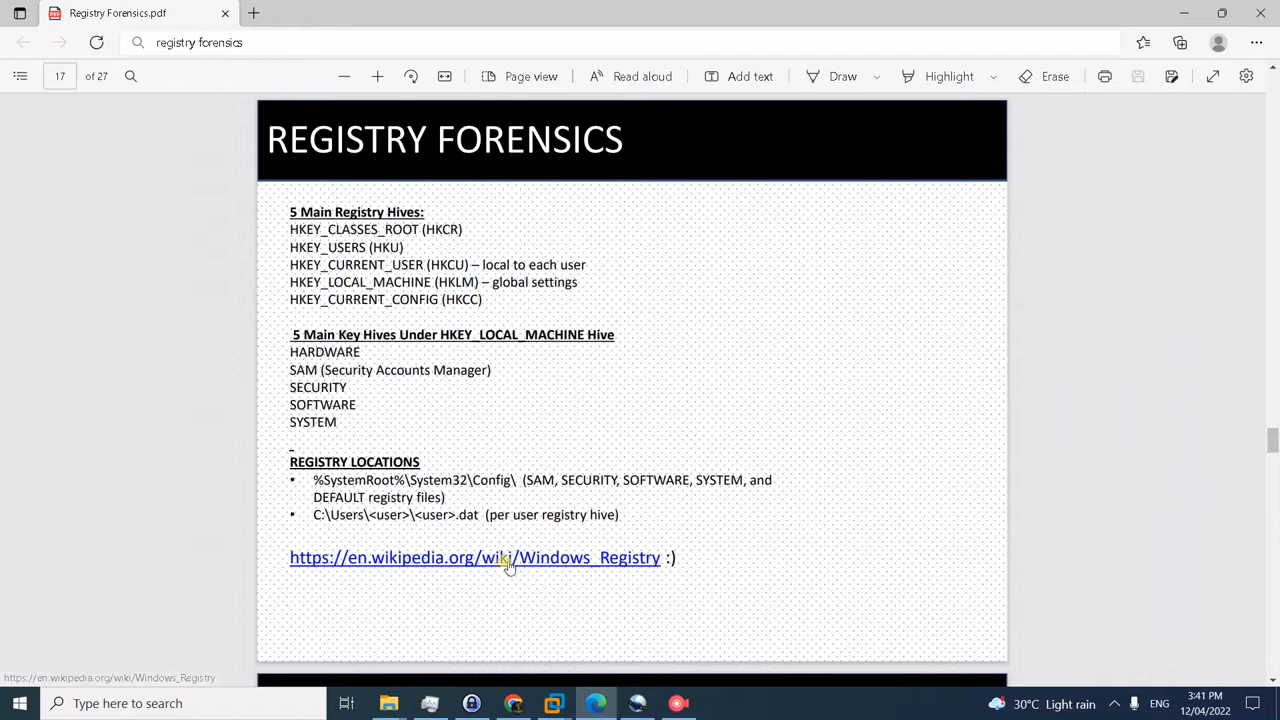 Registry Forensics.pdf
registry forensics
17 of 27
Page view
Read aloud
Add text
Draw
Highlight
Erase
REGISTRY FORENSICS
5 Main Registry Hives:
HKEY_CLASSES_ROOT (HKCR)
HKEY_USERS (HKU)
HKEY_CURRENT_USER (HKCU) – local to each user
HKEY_LOCAL_MACHINE (HKLM) – global settings
HKEY_CURRENT_CONFIG (HKCC)
5 Main Key Hives Under HKEY_LOCAL_MACHINE Hive
HARDWARE
SAM (Security Accounts Manager)
SECURITY
SOFTWARE
SYSTEM
REGISTRY LOCATIONS
• %SystemRoot%\System32\Config\ (SAM, SECURITY, SOFTWARE, SYSTEM, and
DEFAULT registry files)
• C:\Users\<user>\<user>.dat (per user registry hive)
https://en.wikipedia.org/wiki/Windows_Registry :)
https://en.wikipedia.org/wiki/Windows_Registry
Type here to search
30°C Light rain
ENG
3:41 PM
12/04/2022